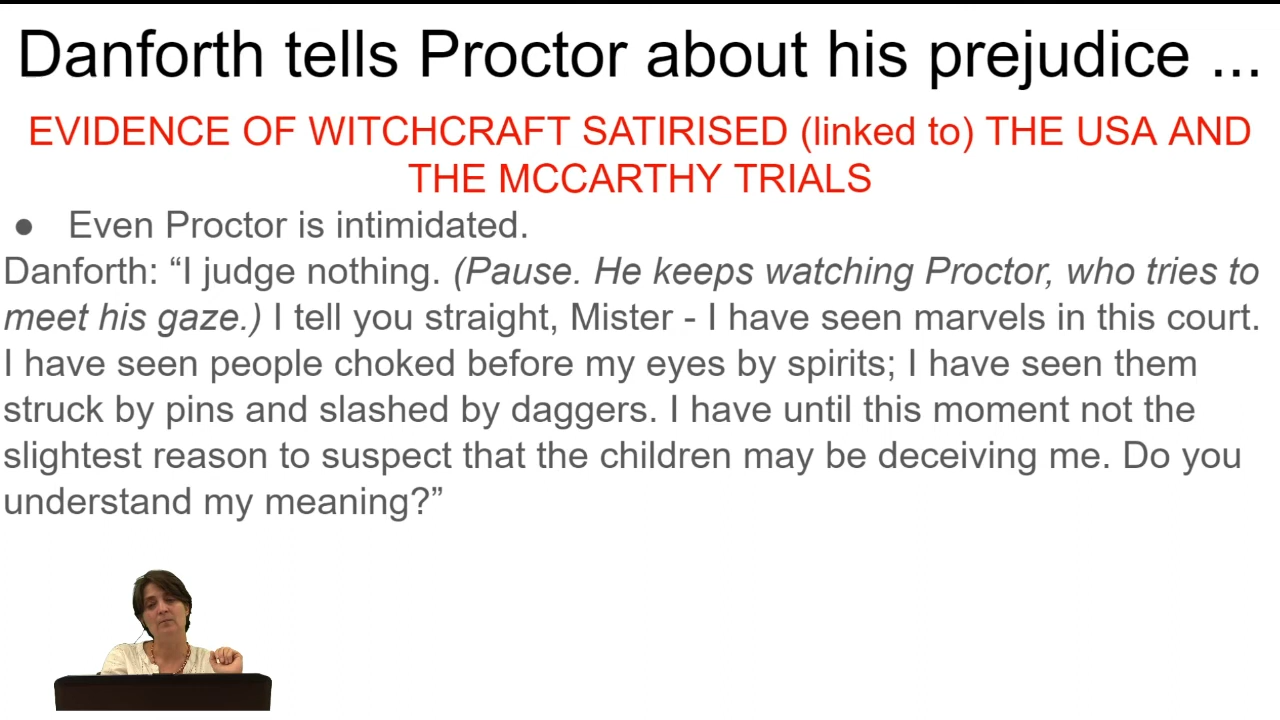 Danforth tells Proctor about his prejudice ...
EVIDENCE OF WITCHCRAFT SATIRISED (linked to) THE USA AND
THE MCCARTHY TRIALS
● Even Proctor is intimidated.
Danforth: “I judge nothing. (Pause. He keeps watching Proctor, who tries to
meet his gaze.) I tell you straight, Mister - I have seen marvels in this court.
I have seen people choked before my eyes by spirits; I have seen them
struck by pins and slashed by daggers. I have until this moment not the
slightest reason to suspect that the children may be deceiving me. Do you
understand my meaning?”